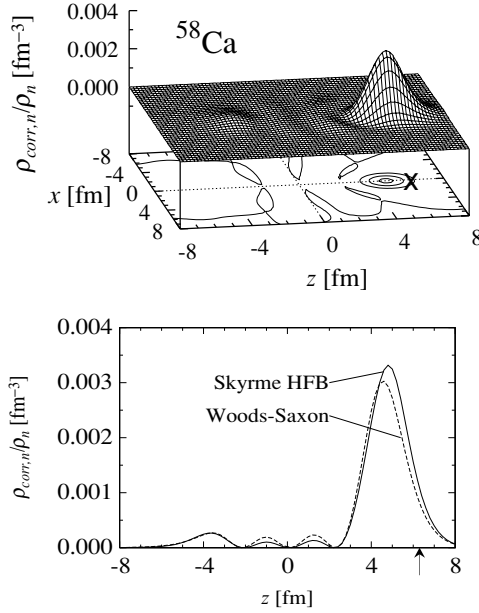 0.004
0.002
0.000
ρcorr,n/ρn [fm⁻³]
⁵⁸Ca
-8
-4
0
4
8
x [fm]
-8
-4
0
4
8
z [fm]
X
0.004
0.003
0.002
0.001
0.000
ρcorr,n/ρn [fm⁻³]
Skyrme HFB
Woods-Saxon
-8
-4
0
4
8
z [fm]